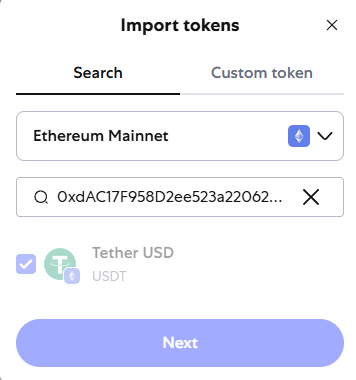 Import tokens
Search
Custom token
Ethereum Mainnet
0xdAC17F958D2ee523a22062...
Tether USD
USDT
Next